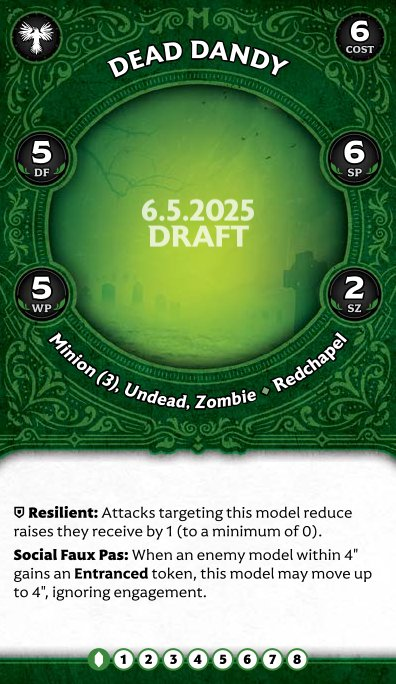 DEAD DANDY
6
COST
5
DF
6
SP
6.5.2025
DRAFT
5
WP
2
SZ
Minion (3), Undead, Zombie ♦ Redchapel
Resilient: Attacks targeting this model reduce
raises they receive by 1 (to a minimum of 0).
Social Faux Pas: When an enemy model within 4"
gains an Entranced token, this model may move up
to 4", ignoring engagement.
1 2 3 4 5 6 7 8